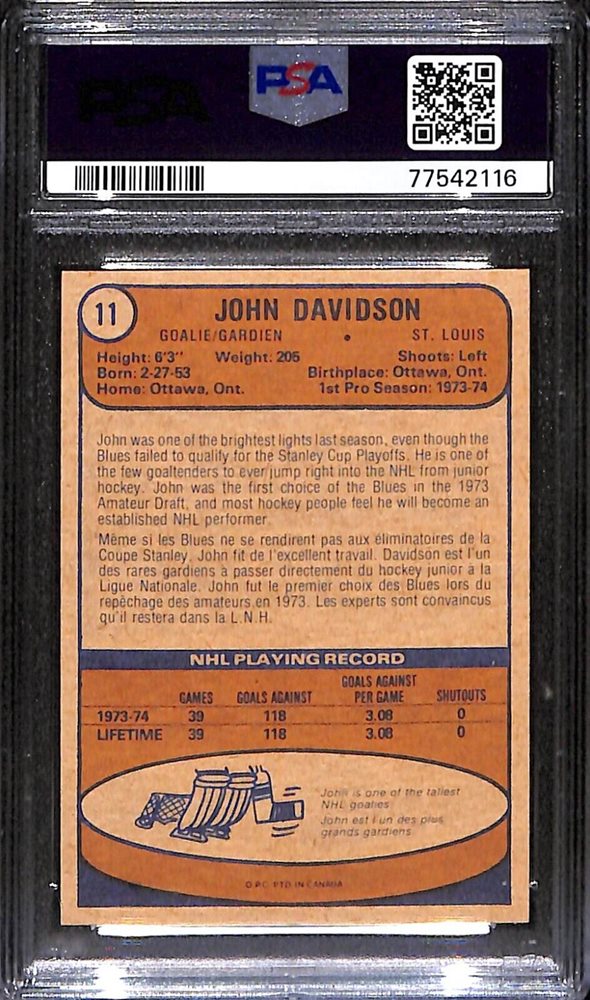 PSA
PSA
77542116
11
JOHN DAVIDSON
GOALIE/GARDIEN • ST. LOUIS
Height: 6'3" Weight: 205 Shoots: Left
Born: 2-27-53 Birthplace: Ottawa, Ont.
Home: Ottawa, Ont. 1st Pro Season: 1973-74
John was one of the brightest lights last season, even though the
Blues failed to qualify for the Stanley Cup Playoffs. He is one of
the few goaltenders to ever jump right into the NHL from junior
hockey. John was the first choice of the Blues in the 1973
Amateur Draft, and most hockey people feel he will become an
established NHL performer.
Même si les Blues ne se rendirent pas aux éliminatoires de la
Coupe Stanley, John fit de l'excellent travail. Davidson est l'un
des rares gardiens à passer directement du hockey junior à la
Ligue Nationale. John fut le premier choix des Blues lors du
repêchage des amateurs en 1973. Les experts sont convaincus
qu'il restera dans la L.N.H.
NHL PLAYING RECORD
GAMES GOALS AGAINST GOALS AGAINST PER GAME SHUTOUTS
1973-74 39 118 3.08 0
LIFETIME 39 118 3.08 0
John is one of the tallest
NHL goalies
John est l'un des plus
grands gardiens
O.P.C. PTD. IN CANADA